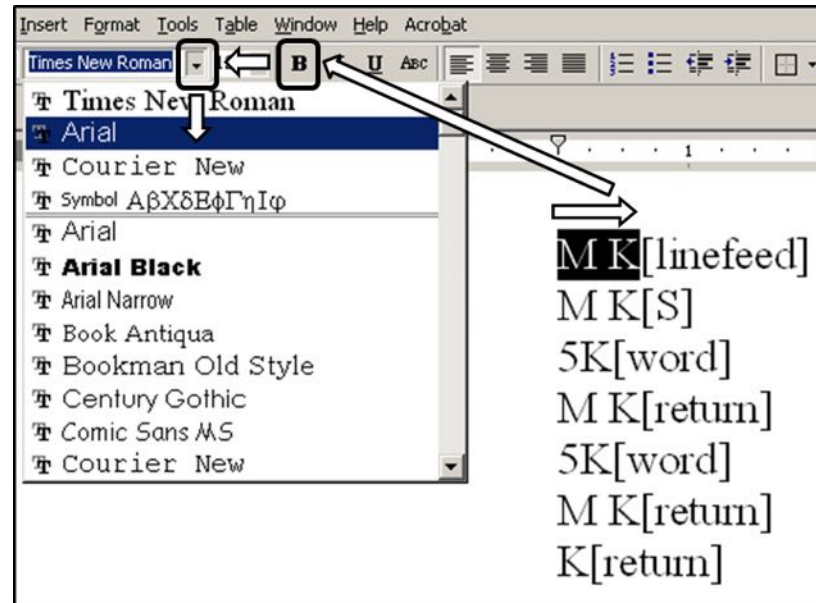 Insert Format Tools Table Window Help Acrobat
Times New Roman B U ABC
Times New Roman
Arial
Courier New
Symbol ΑβΧδΕφΓηΙφ
Arial
Arial Black
Arial Narrow
Book Antiqua
Bookman Old Style
Century Gothic
Comic Sans MS
Courier New
1
M K[linefeed]
M K[S]
5K[word]
M K[return]
5K[word]
M K[return]
K[return]